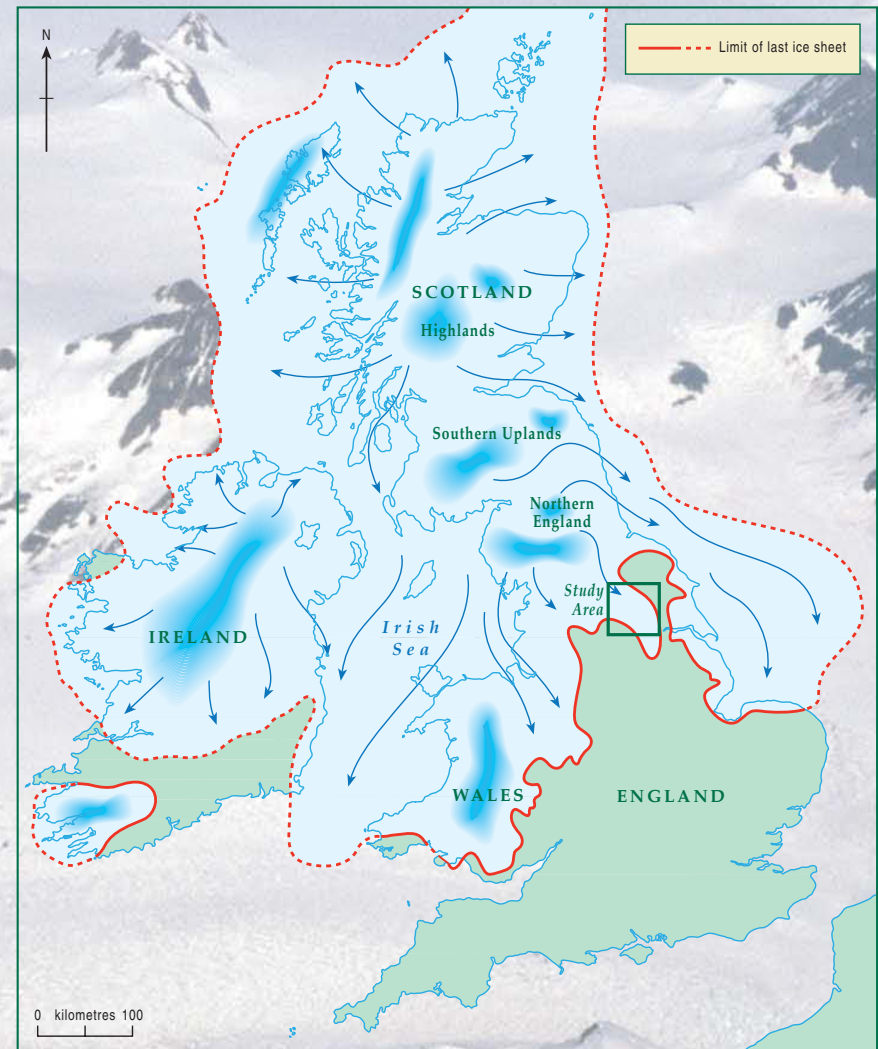 N
Limit of last ice sheet
SCOTLAND
Highlands
Southern Uplands
Northern
England
Study
Area
IRELAND
Irish
Sea
WALES
ENGLAND
0 kilometres 100